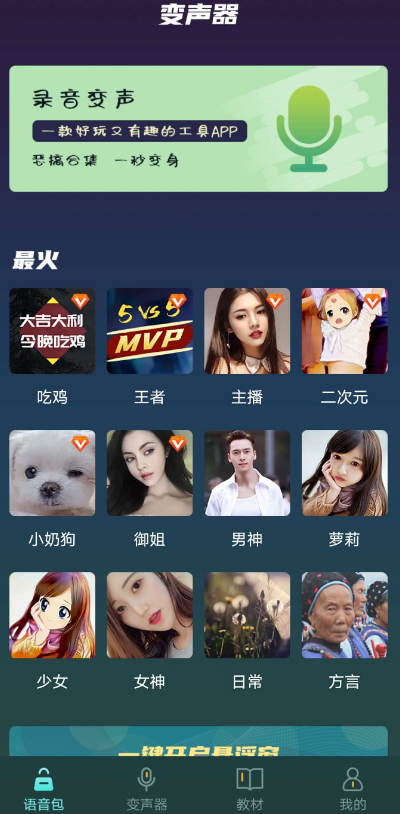 变声器
录音变声
一款好玩又有趣的工具APP
恶搞合集 一秒变身
最火
大吉大利
今晚吃鸡
5 VS 5
MVP
吃鸡 王者 主播 二次元
小奶狗 御姐 男神 萝莉
少女 女神 日常 方言
一键开启悬浮窗
语音包 变声器 教材 我的